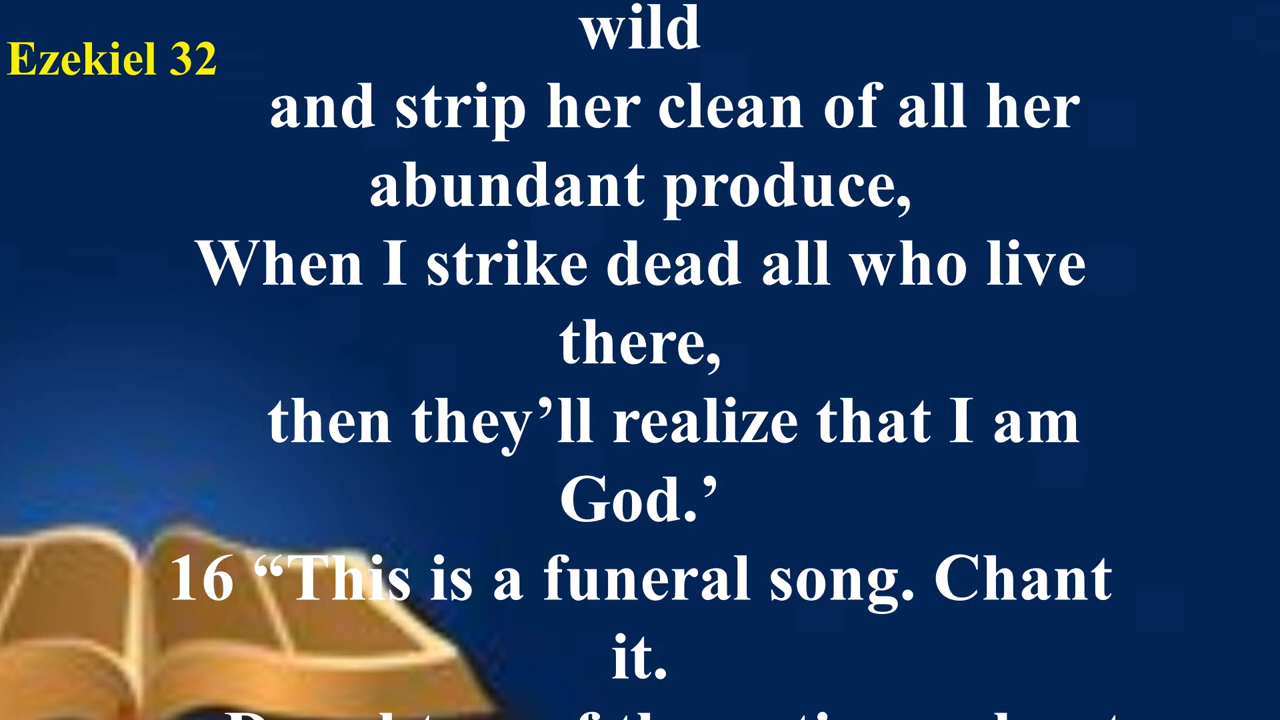 wild
Ezekiel 32
and strip her clean of all her
abundant produce,
When I strike dead all who live
there,
then they’ll realize that I am
God.’
16 “This is a funeral song. Chant
it.